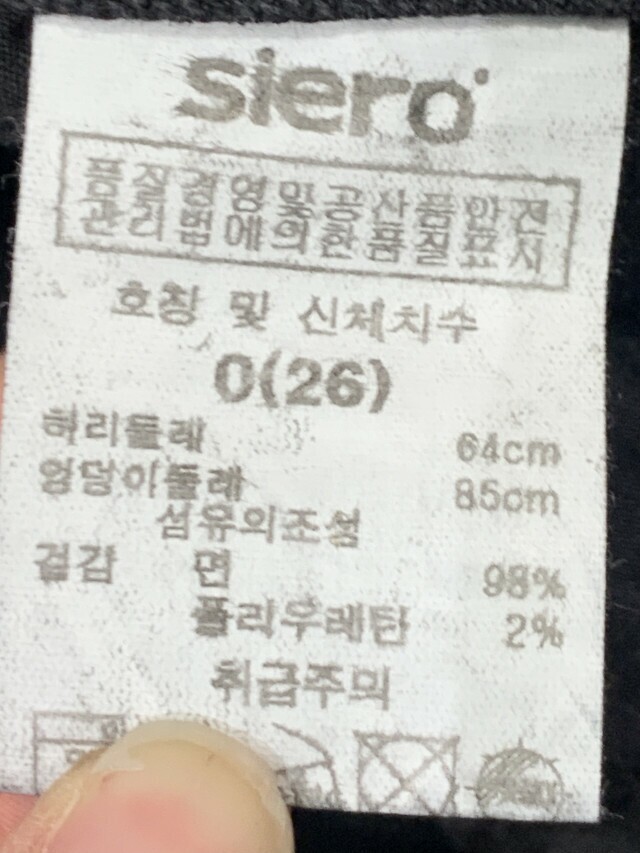 siero
품질경영및공산품안전
관리법에의한품질표시
호칭 및 신체치수
0(26)
허리둘레 64cm
엉덩이둘레 85cm
섬유의조성
겉감 면 98%
폴리우레탄 2%
취급주의